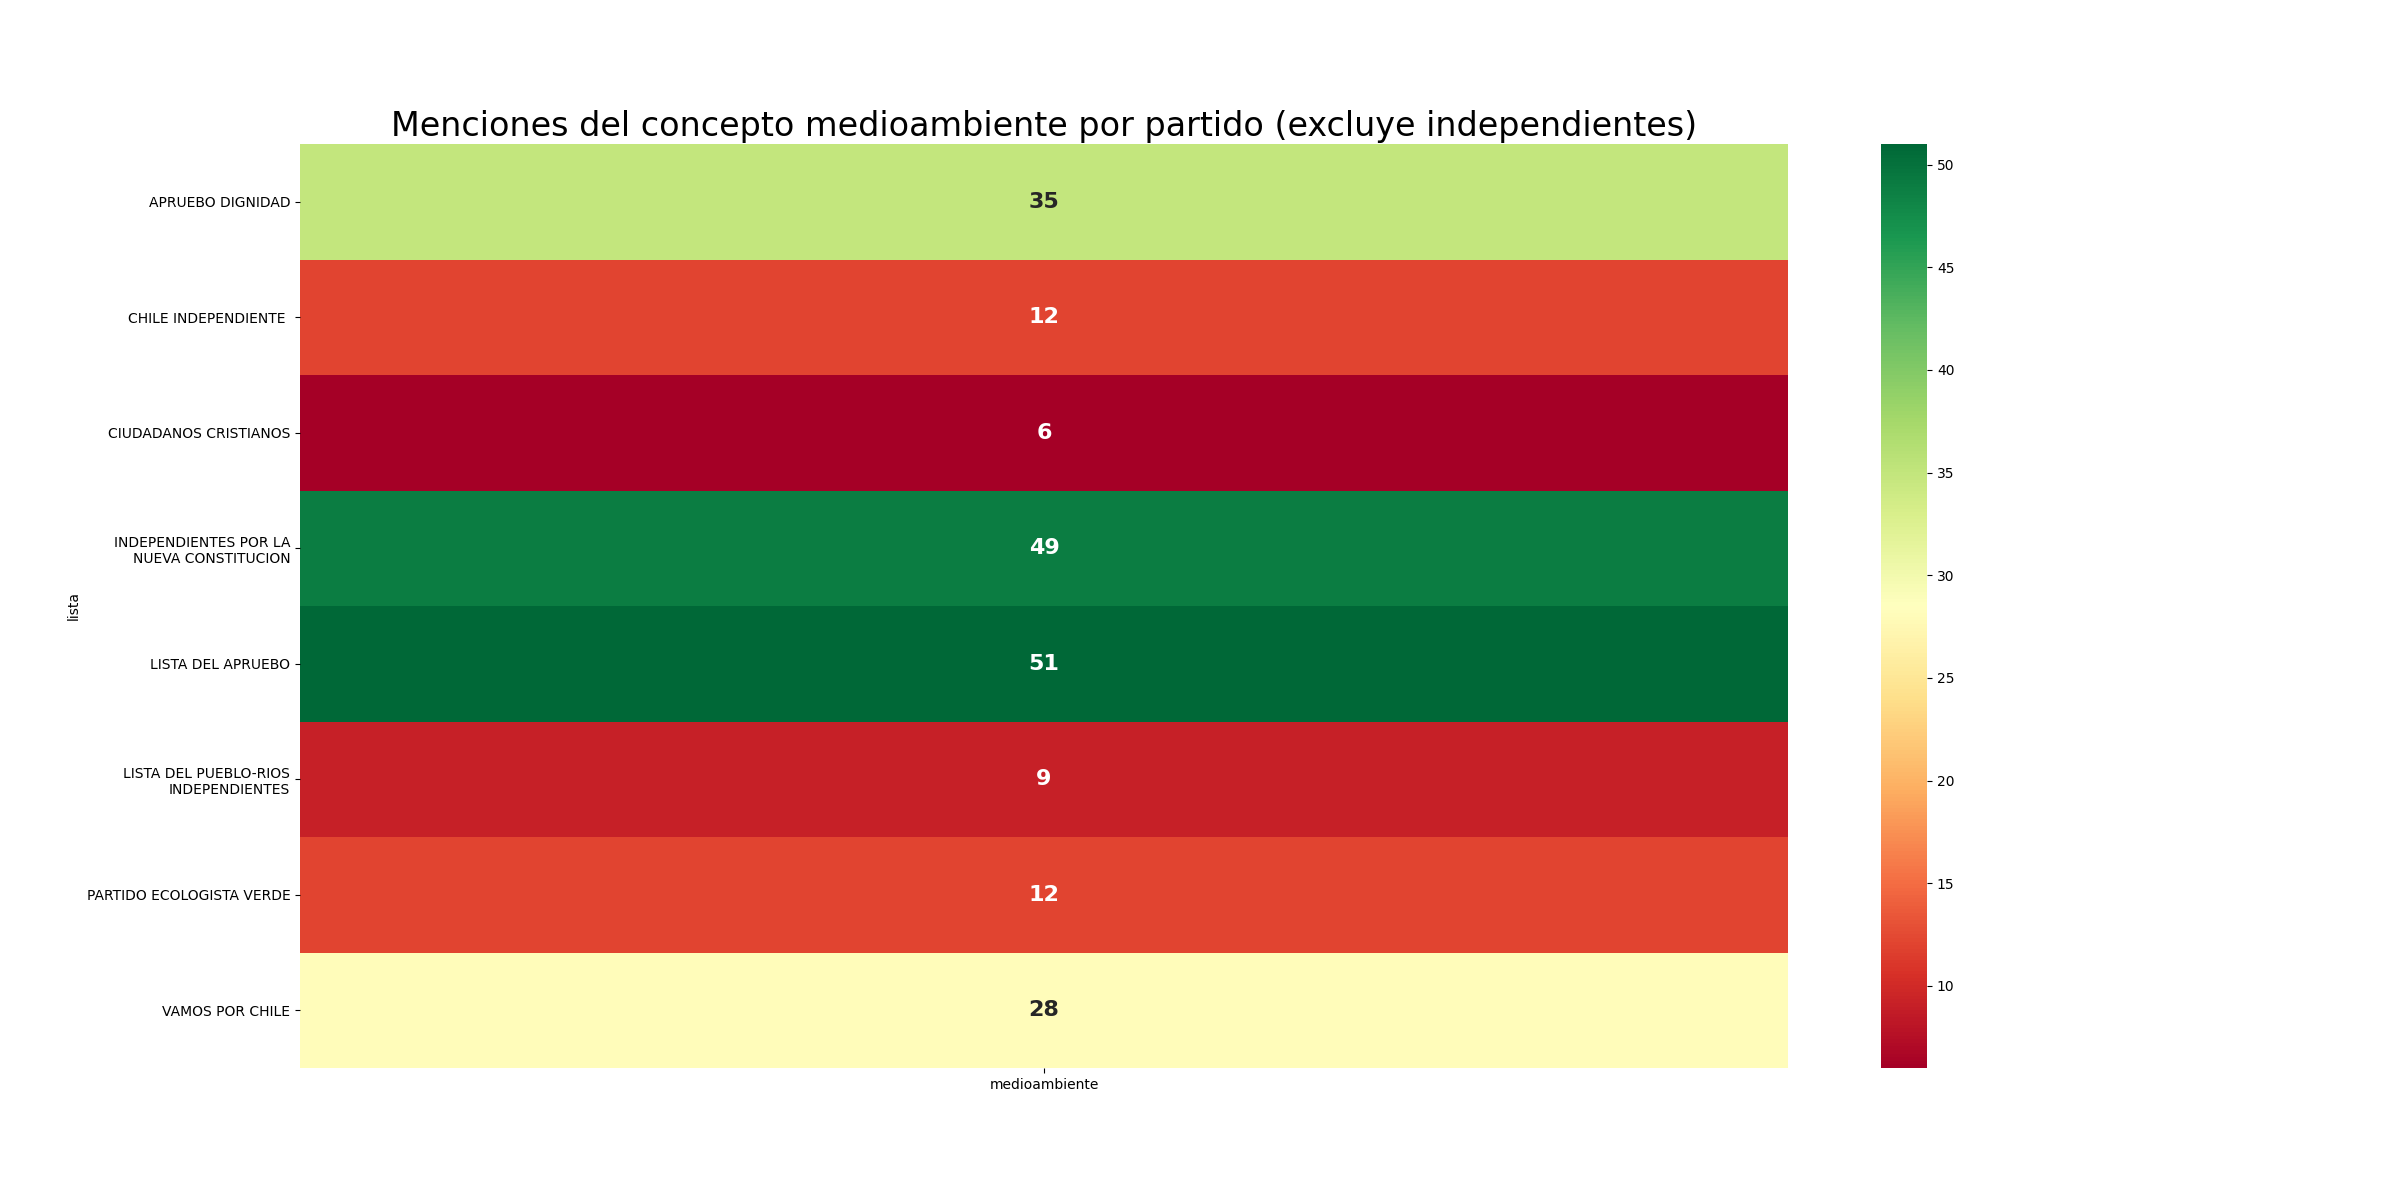 Menciones del concepto medioambiente por partido (excluye independientes)
APRUEBO DIGNIDAD
35
CHILE INDEPENDIENTE
12
CIUDADANOS CRISTIANOS
6
INDEPENDIENTES POR LA
NUEVA CONSTITUCION
49
lista
LISTA DEL APRUEBO
51
LISTA DEL PUEBLO-RIOS
INDEPENDIENTES
9
PARTIDO ECOLOGISTA VERDE
12
VAMOS POR CHILE
28
medioambiente
50
45
40
35
30
25
20
15
10